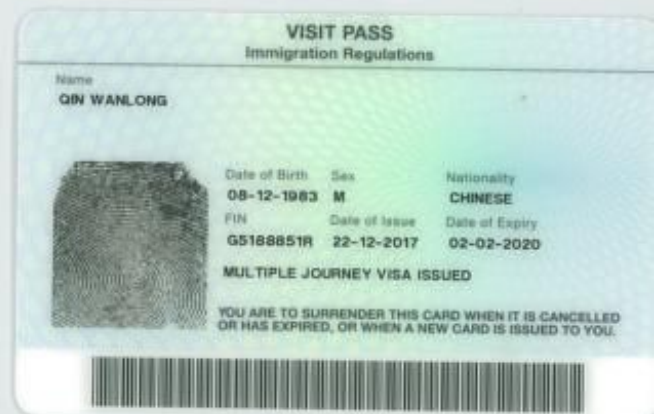 VISIT PASS
Immigration Regulations
Name
QIN WANLONG
Date of Birth Sex Nationality
08-12-1983 M CHINESE
FIN Date of Issue Date of Expiry
G5188851R 22-12-2017 02-02-2020
MULTIPLE JOURNEY VISA ISSUED
YOU ARE TO SURRENDER THIS CARD WHEN IT IS CANCELLED
OR HAS EXPIRED, OR WHEN A NEW CARD IS ISSUED TO YOU.